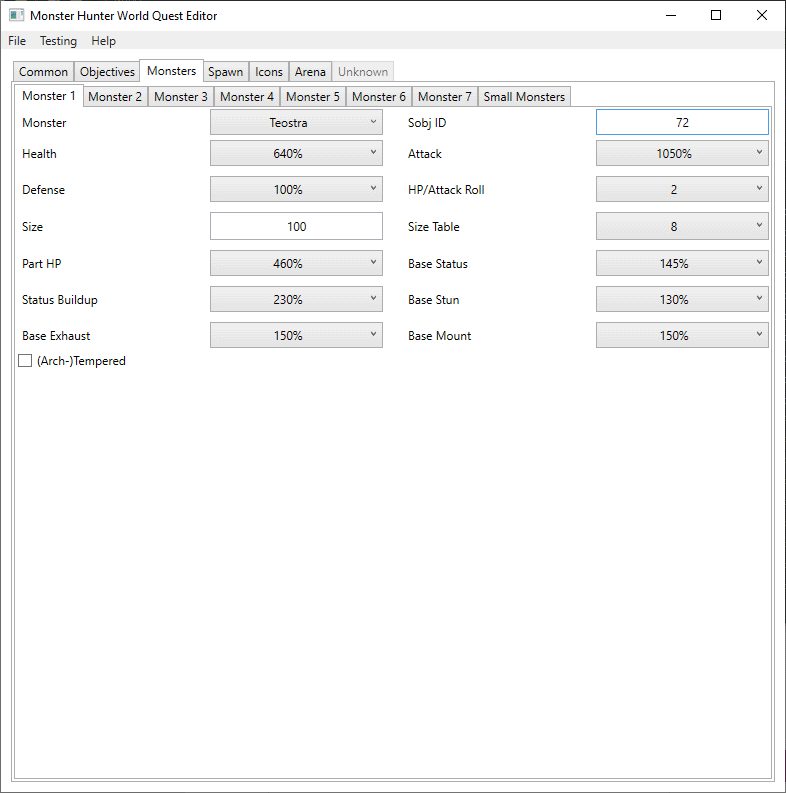 Monster Hunter World Quest Editor
File Testing Help
Common Objectives Monsters Spawn Icons Arena Unknown
Monster 1 Monster 2 Monster 3 Monster 4 Monster 5 Monster 6 Monster 7 Small Monsters
Monster Teostra Sobj ID 72
Health 640% Attack 1050%
Defense 100% HP/Attack Roll 2
Size 100 Size Table 8
Part HP 460% Base Status 145%
Status Buildup 230% Base Stun 130%
Base Exhaust 150% Base Mount 150%
(Arch-)Tempered